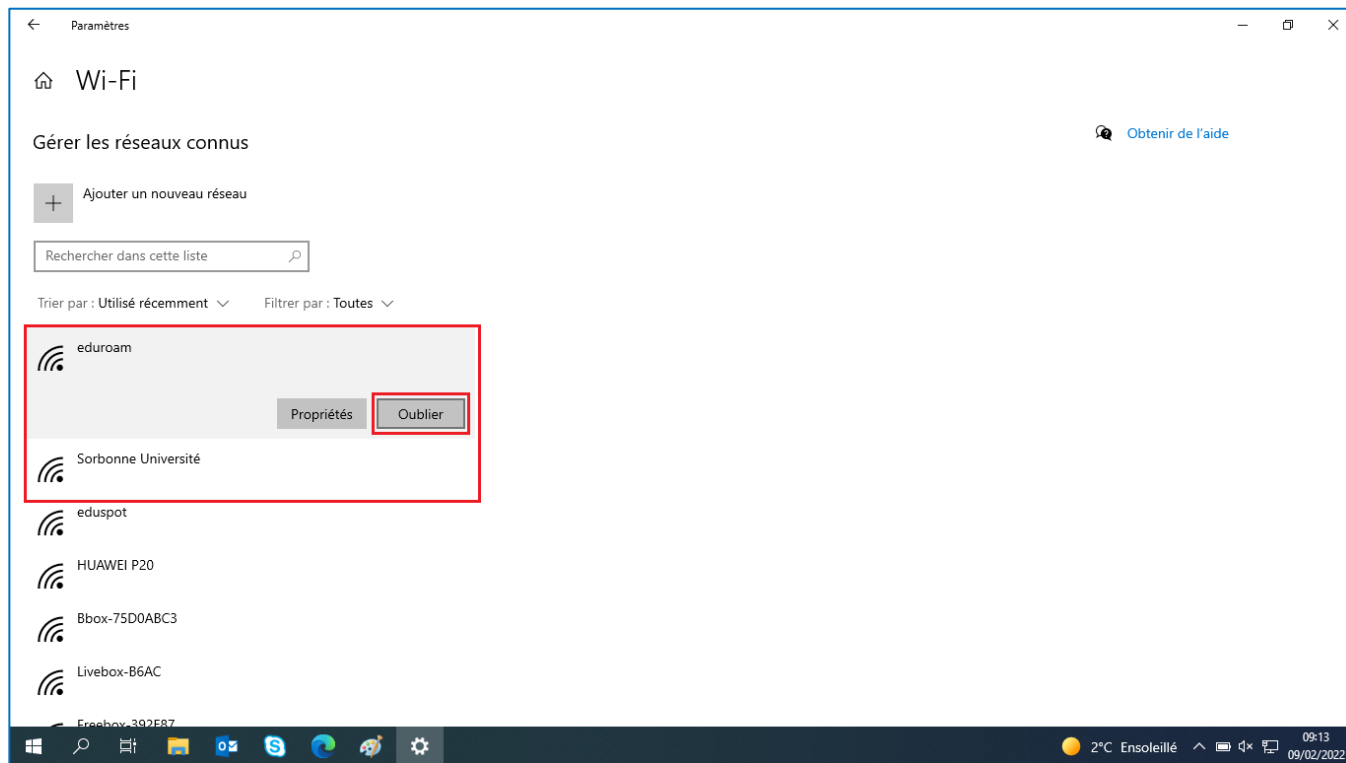 Paramètres
Wi-Fi
Gérer les réseaux connus
Obtenir de l'aide
Ajouter un nouveau réseau
Rechercher dans cette liste
Trier par : Utilisé récemment Filtrer par : Toutes
eduroam
Propriétés Oublier
Sorbonne Université
eduspot
HUAWEI P20
Bbox-75D0ABC3
Livebox-B6AC
Freebox-392E87
2°C Ensoleillé
09:13
09/02/2022